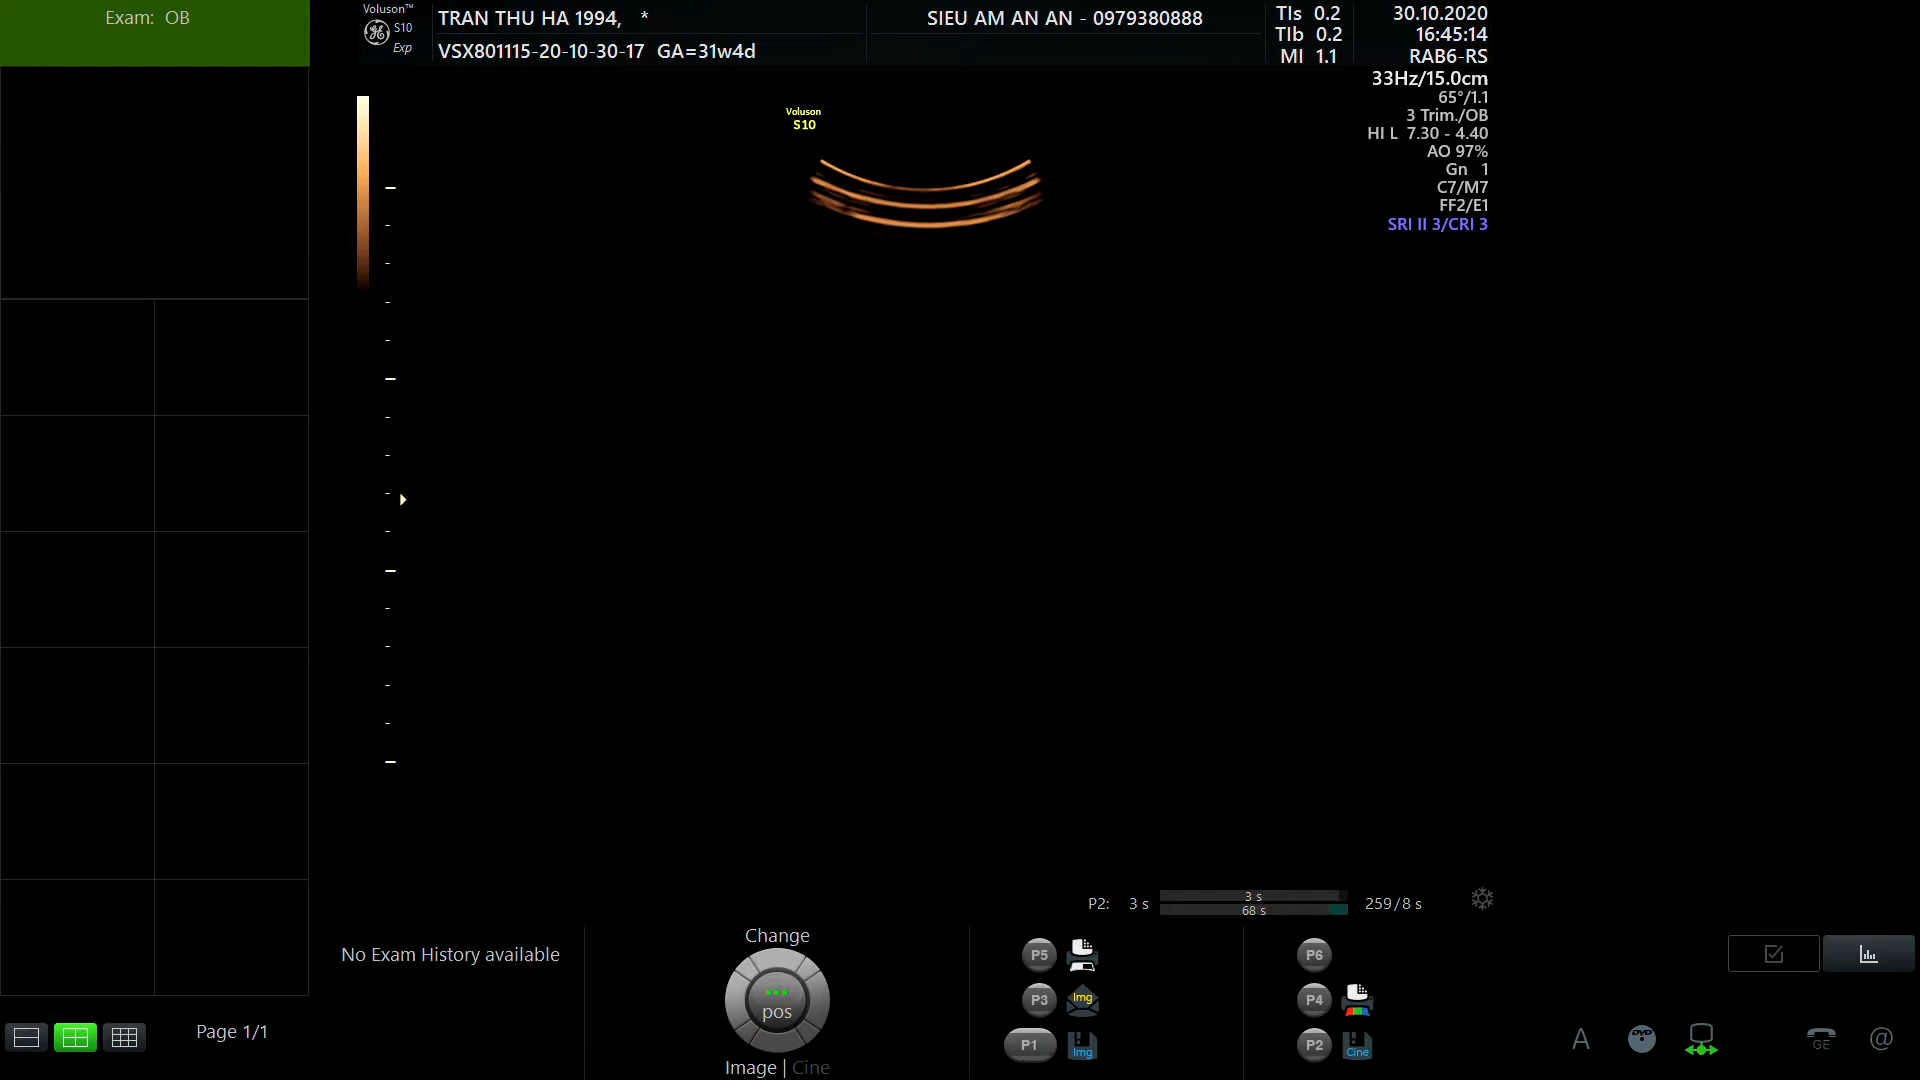 Exam: OB
Voluson™
S10
Exp
TRAN THU HA 1994, *
SIEU AM AN AN - 0979380888
VSX801115-20-10-30-17 GA=31w4d
TIs 0.2
TIb 0.2
MI 1.1
30.10.2020
16:45:14
RAB6-RS
33Hz/15.0cm
65°/1.1
3 Trim./OB
HI L 7.30 - 4.40
AO 97%
Gn 1
C7/M7
FF2/E1
SRI II 3/CRI 3
Voluson
S10
P2: 3 s
3 s
68 s
259/8 s
No Exam History available
Change
pos
Image | Cine
P5
P3 Img
P1 Img
P6
P4
P2 Cine
Page 1/1
A
DVD
GE
@